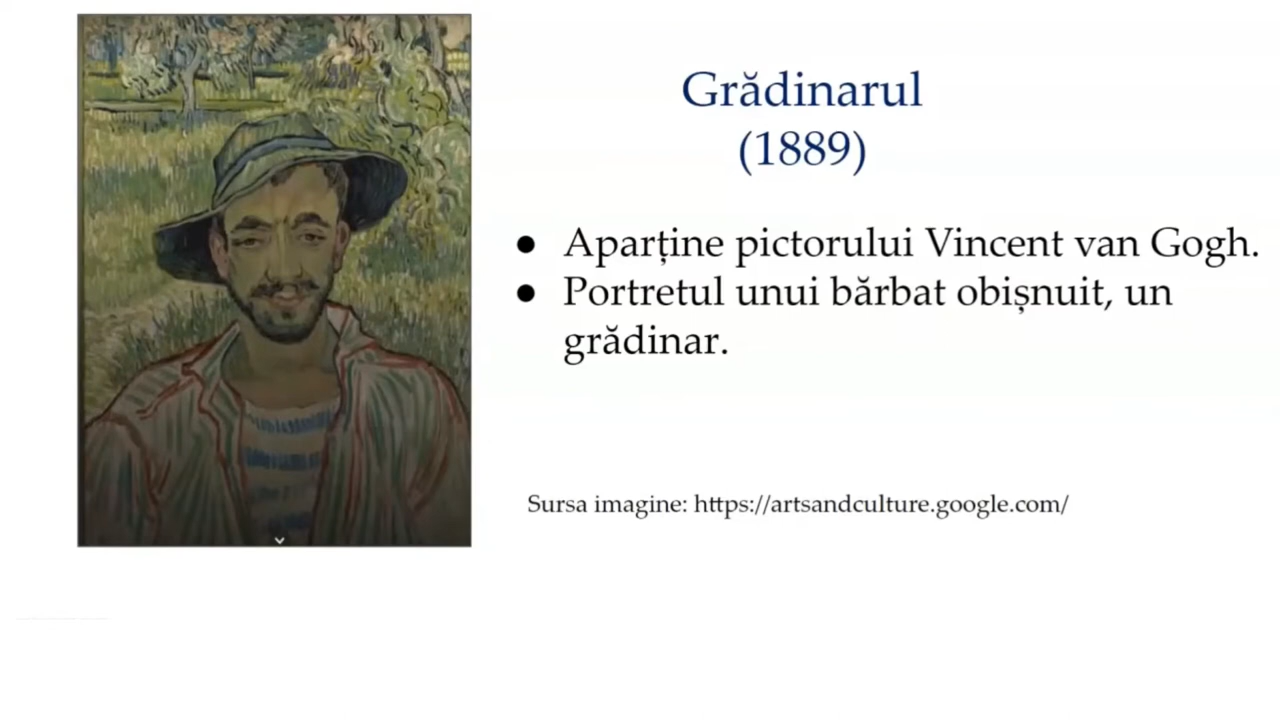 Grădinarul
(1889)
● Aparține pictorului Vincent van Gogh.
● Portretul unui bărbat obișnuit, un
grădinar.
Sursa imagine: https://artsandculture.google.com/